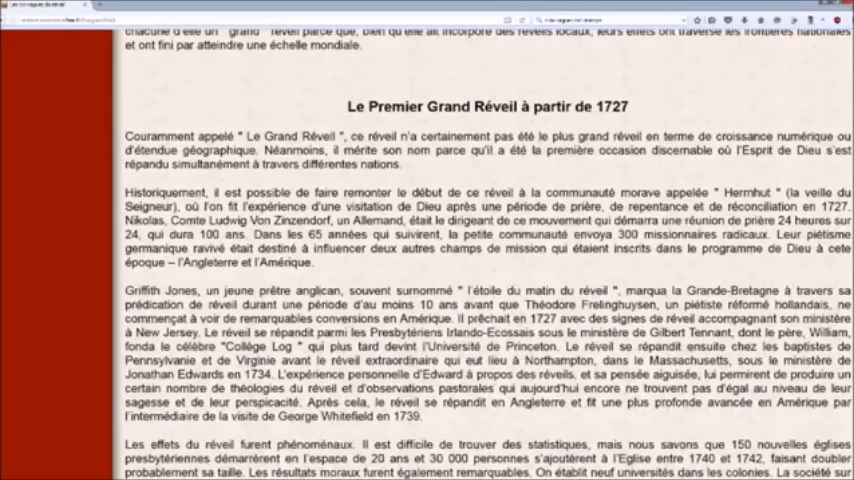 chacune d'elle un " grand " réveil parce que, bien qu'elle ait incorporé des réveils locaux, leurs effets ont traversé les frontières nationales
et ont fini par atteindre une échelle mondiale.
Le Premier Grand Réveil à partir de 1727
Couramment appelé " Le Grand Réveil ", ce réveil n'a certainement pas été le plus grand réveil en terme de croissance numérique ou
d'étendue géographique. Néanmoins, il mérite son nom parce qu'il a été la première occasion discernable où l'Esprit de Dieu s'est
répandu simultanément à travers différentes nations.
Historiquement, il est possible de faire remonter le début de ce réveil à la communauté morave appelée " Herrnhut " (la veille du
Seigneur), où l'on fit l'expérience d'une visitation de Dieu après une période de prière, de repentance et de réconciliation en 1727.
Nikolas, Comte Ludwig Von Zinzendorf, un Allemand, était le dirigeant de ce mouvement qui démarra une réunion de prière 24 heures sur
24, qui dura 100 ans. Dans les 65 années qui suivirent, la petite communauté envoya 300 missionnaires radicaux. Leur piétisme
germanique ravivé était destiné à influencer deux autres champs de mission qui étaient inscrits dans le programme de Dieu à cette
époque – l'Angleterre et l'Amérique.
Griffith Jones, un jeune prêtre anglican, souvent surnommé " l'étoile du matin du réveil ", marqua la Grande-Bretagne à travers sa
prédication de réveil durant une période d'au moins 10 ans avant que Théodore Frelinghuysen, un piétiste réformé hollandais, ne
commençât à voir de remarquables conversions en Amérique. Il prêchait en 1727 avec des signes de réveil accompagnant son ministère
à New Jersey. Le réveil se répandit parmi les Presbytériens Irlando-Ecossais sous le ministère de Gilbert Tennant, dont le père, William,
fonda le célèbre "Collège Log " qui plus tard devint l'Université de Princeton. Le réveil se répandit ensuite chez les baptistes de
Pennsylvanie et de Virginie avant le réveil extraordinaire qui eut lieu à Northampton, dans le Massachusetts, sous le ministère de
Jonathan Edwards en 1734. L'expérience personnelle d'Edward à propos des réveils, et sa pensée aiguisée, lui permirent de produire un
certain nombre de théologies du réveil et d'observations pastorales qui aujourd'hui encore ne trouvent pas d'égal au niveau de leur
sagesse et de leur perspicacité. Après cela, le réveil se répandit en Angleterre et fit une plus profonde avancée en Amérique par
l'intermédiaire de la visite de George Whitefield en 1739.
Les effets du réveil furent phénoménaux. Il est difficile de trouver des statistiques, mais nous savons que 150 nouvelles églises
presbytériennes démarrèrent en l'espace de 20 ans et 30 000 personnes s'ajoutèrent à l'Eglise entre 1740 et 1742, faisant doubler
probablement sa taille. Les résultats moraux furent également remarquables. On établit neuf universités dans les colonies. La société sur